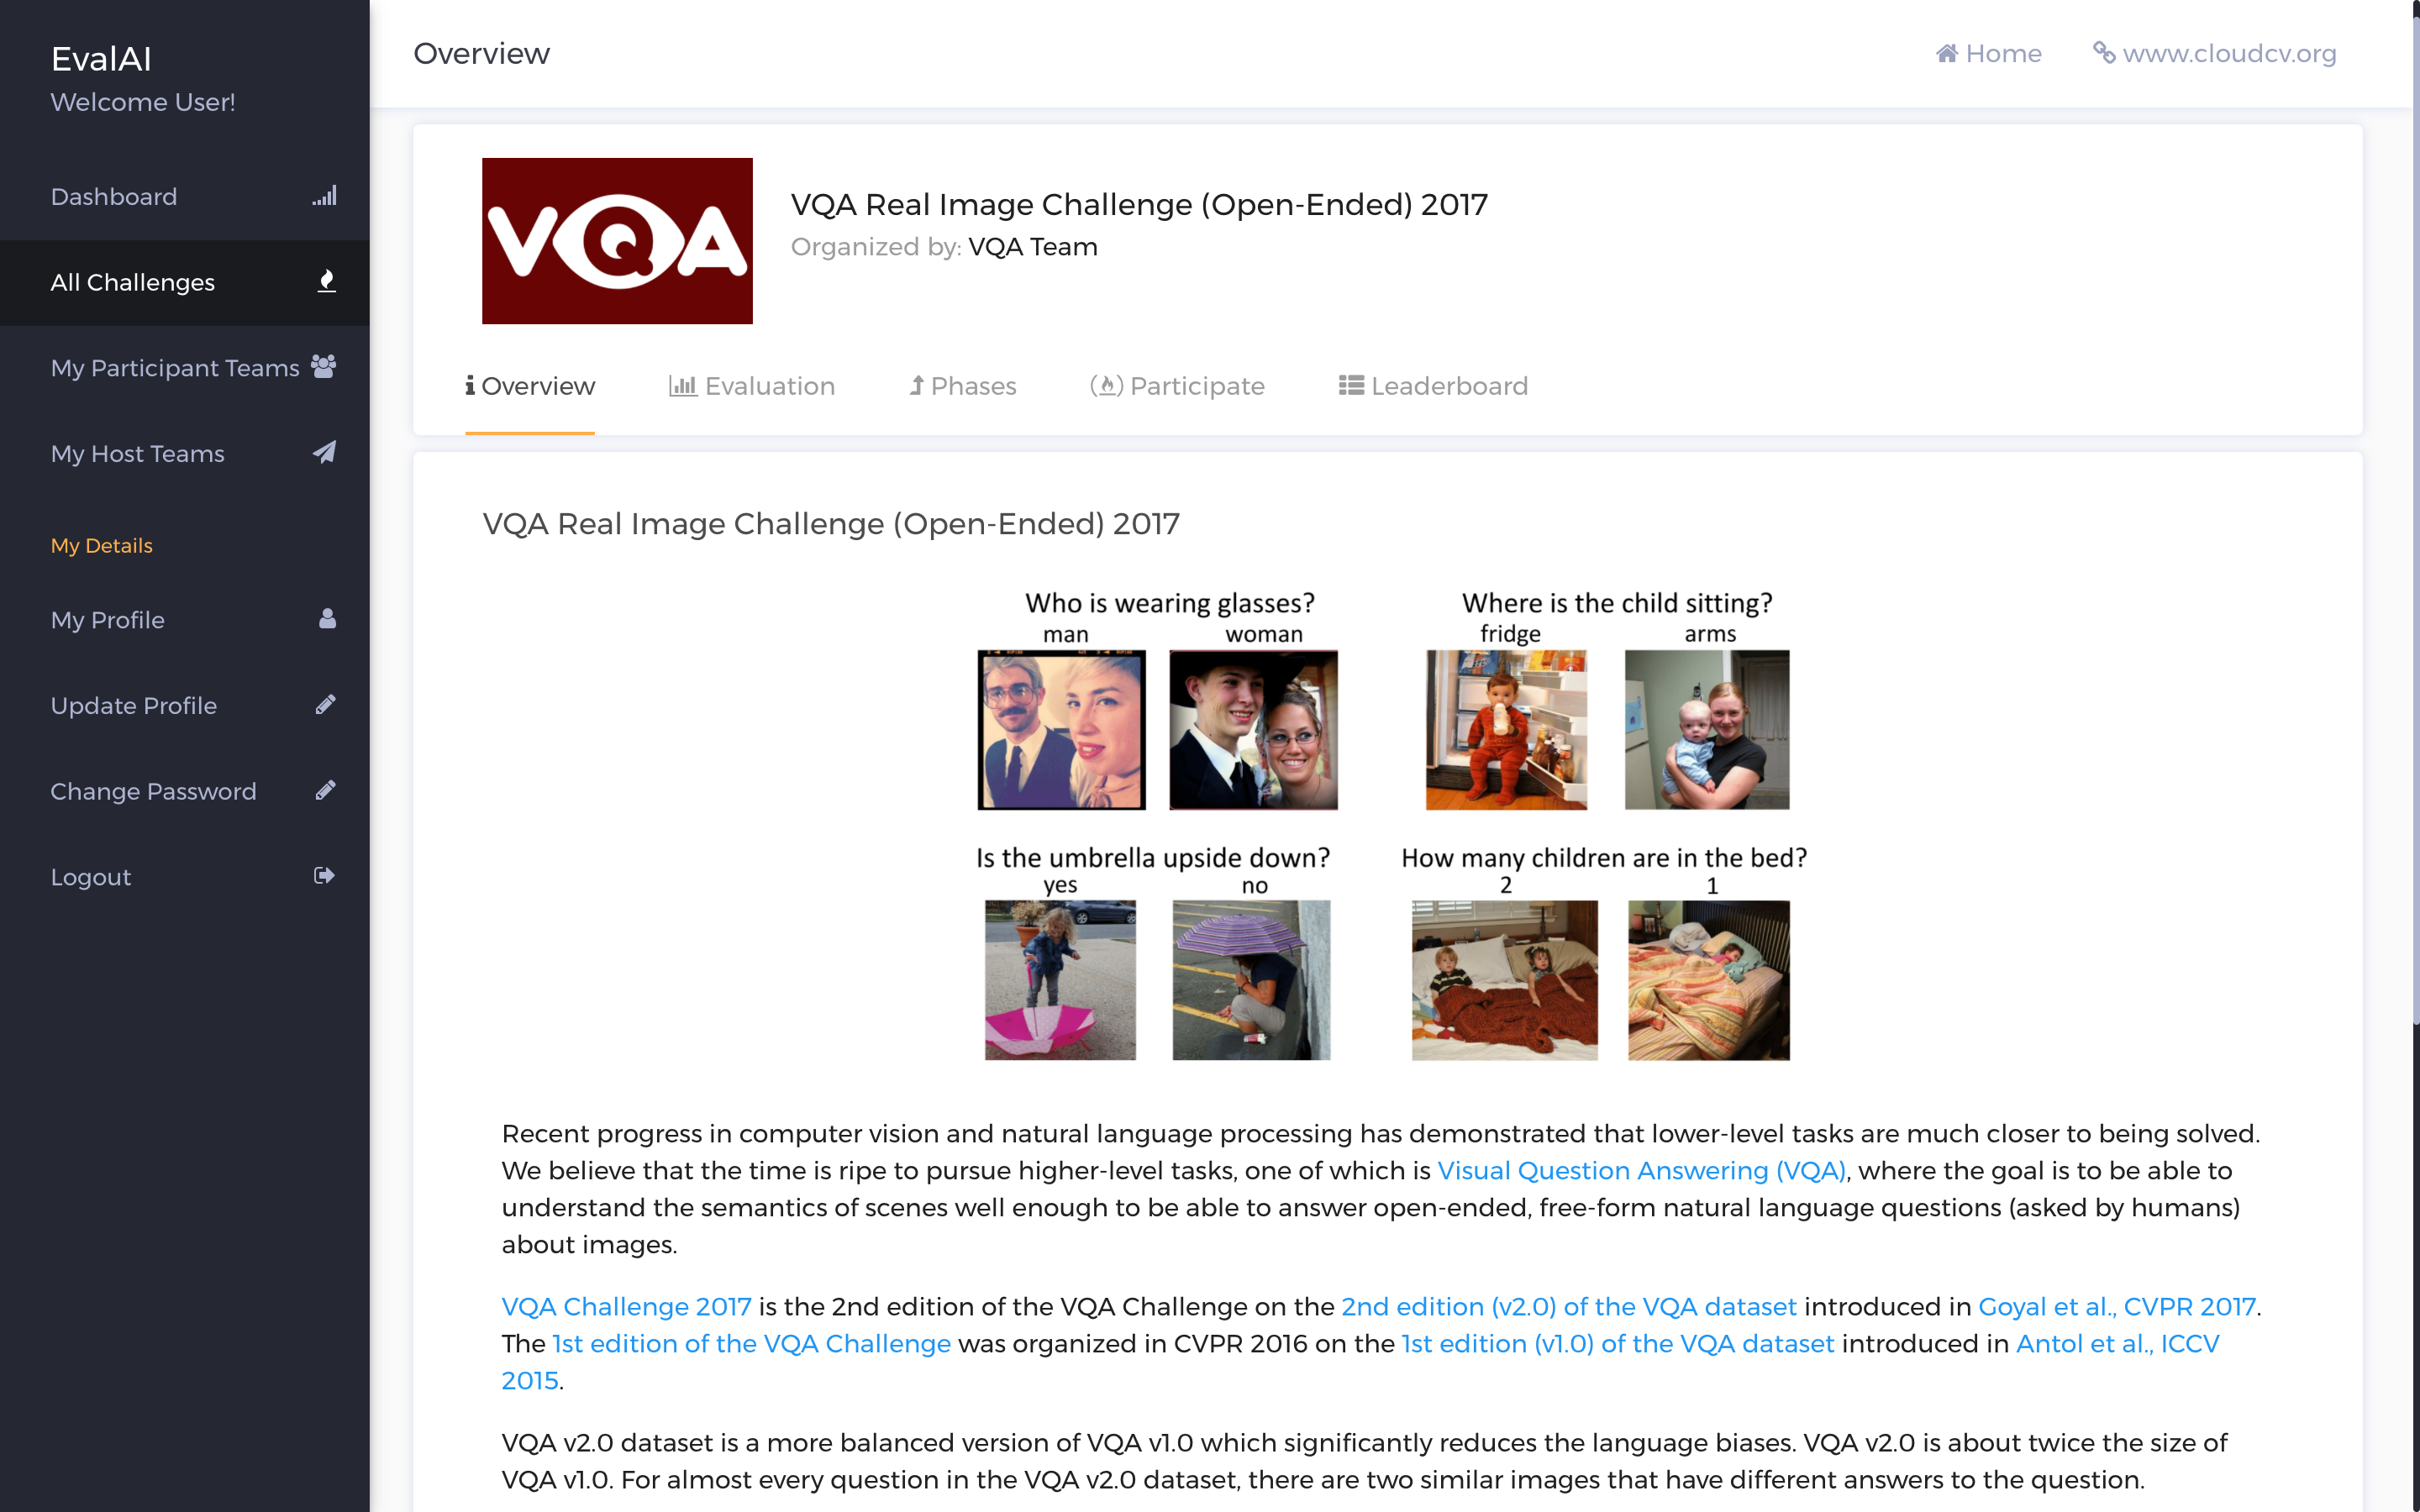 EvalAI
Welcome User!
Dashboard
All Challenges
My Participant Teams
My Host Teams
My Details
My Profile
Update Profile
Change Password
Logout
Overview
Home
www.cloudcv.org
VQA
VQA Real Image Challenge (Open-Ended) 2017
Organized by: VQA Team
Overview
Evaluation
Phases
Participate
Leaderboard
VQA Real Image Challenge (Open-Ended) 2017
Who is wearing glasses?
man
woman
Where is the child sitting?
fridge
arms
Is the umbrella upside down?
yes
no
How many children are in the bed?
2
1
Recent progress in computer vision and natural language processing has demonstrated that lower-level tasks are much closer to being solved.
We believe that the time is ripe to pursue higher-level tasks, one of which is Visual Question Answering (VQA), where the goal is to be able to
understand the semantics of scenes well enough to be able to answer open-ended, free-form natural language questions (asked by humans)
about images.
VQA Challenge 2017 is the 2nd edition of the VQA Challenge on the 2nd edition (v2.0) of the VQA dataset introduced in Goyal et al., CVPR 2017.
The 1st edition of the VQA Challenge was organized in CVPR 2016 on the 1st edition (v1.0) of the VQA dataset introduced in Antol et al., ICCV
2015.
VQA v2.0 dataset is a more balanced version of VQA v1.0 which significantly reduces the language biases. VQA v2.0 is about twice the size of
VQA v1.0. For almost every question in the VQA v2.0 dataset, there are two similar images that have different answers to the question.